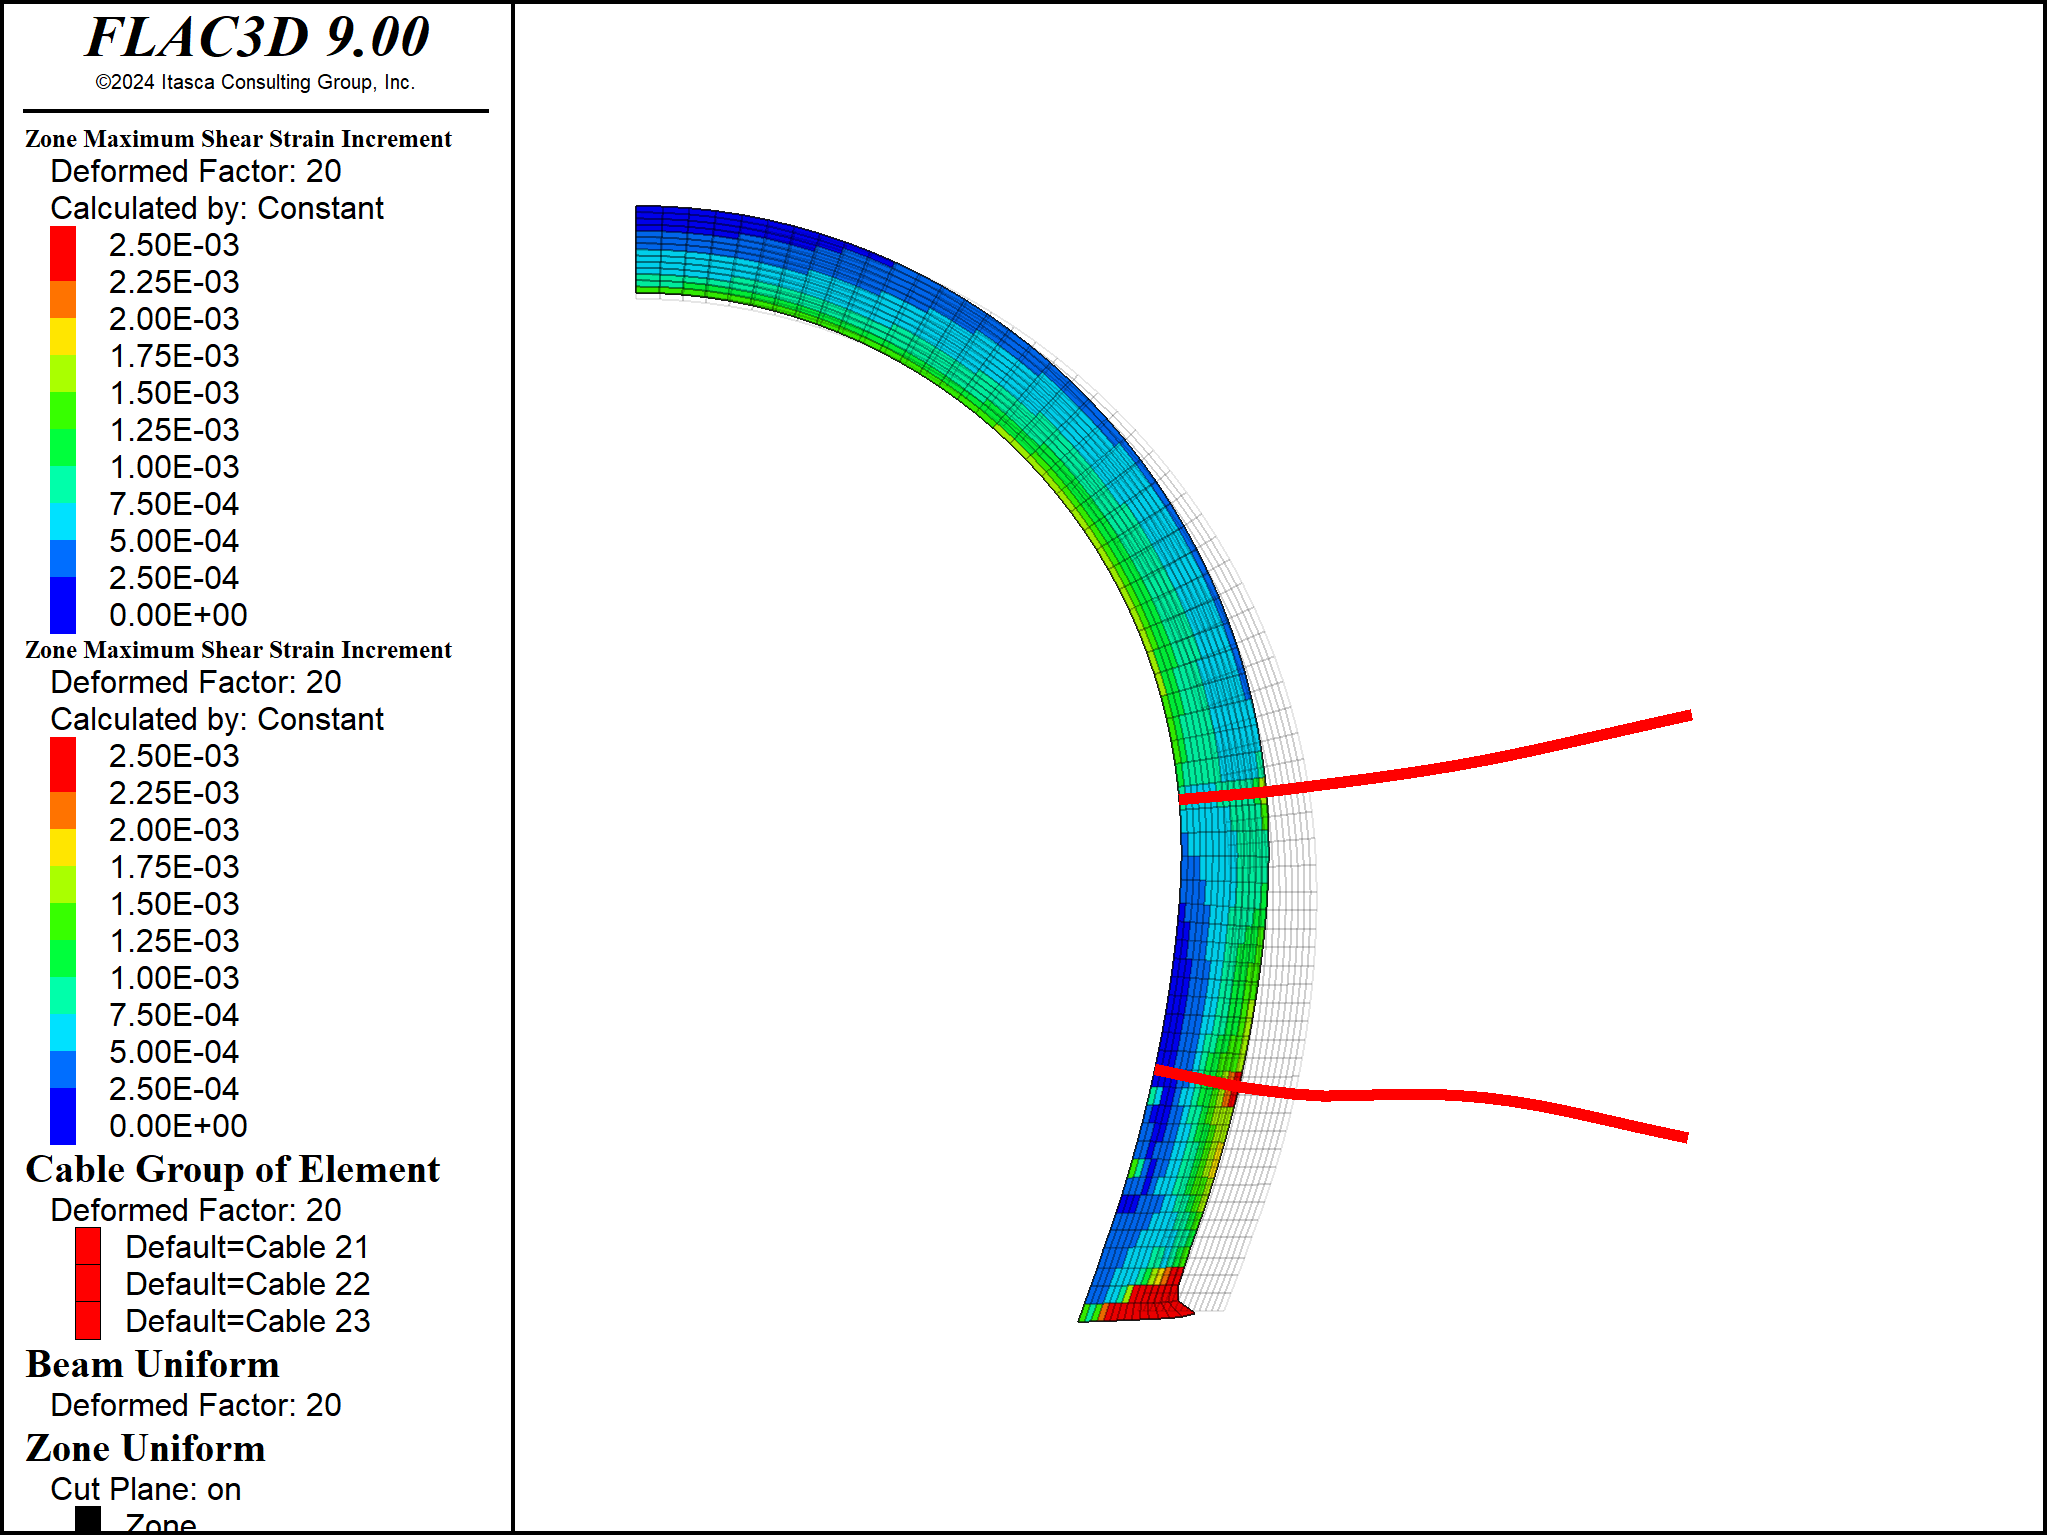 FLAC3D 9.00
©2024 Itasca Consulting Group, Inc.
Zone Maximum Shear Strain Increment
Deformed Factor: 20
Calculated by: Constant
2.50E-03
2.25E-03
2.00E-03
1.75E-03
1.50E-03
1.25E-03
1.00E-03
7.50E-04
5.00E-04
2.50E-04
0.00E+00
Zone Maximum Shear Strain Increment
Deformed Factor: 20
Calculated by: Constant
2.50E-03
2.25E-03
2.00E-03
1.75E-03
1.50E-03
1.25E-03
1.00E-03
7.50E-04
5.00E-04
2.50E-04
0.00E+00
Cable Group of Element
Deformed Factor: 20
Default=Cable 21
Default=Cable 22
Default=Cable 23
Beam Uniform
Deformed Factor: 20
Zone Uniform
Cut Plane: on
Zone